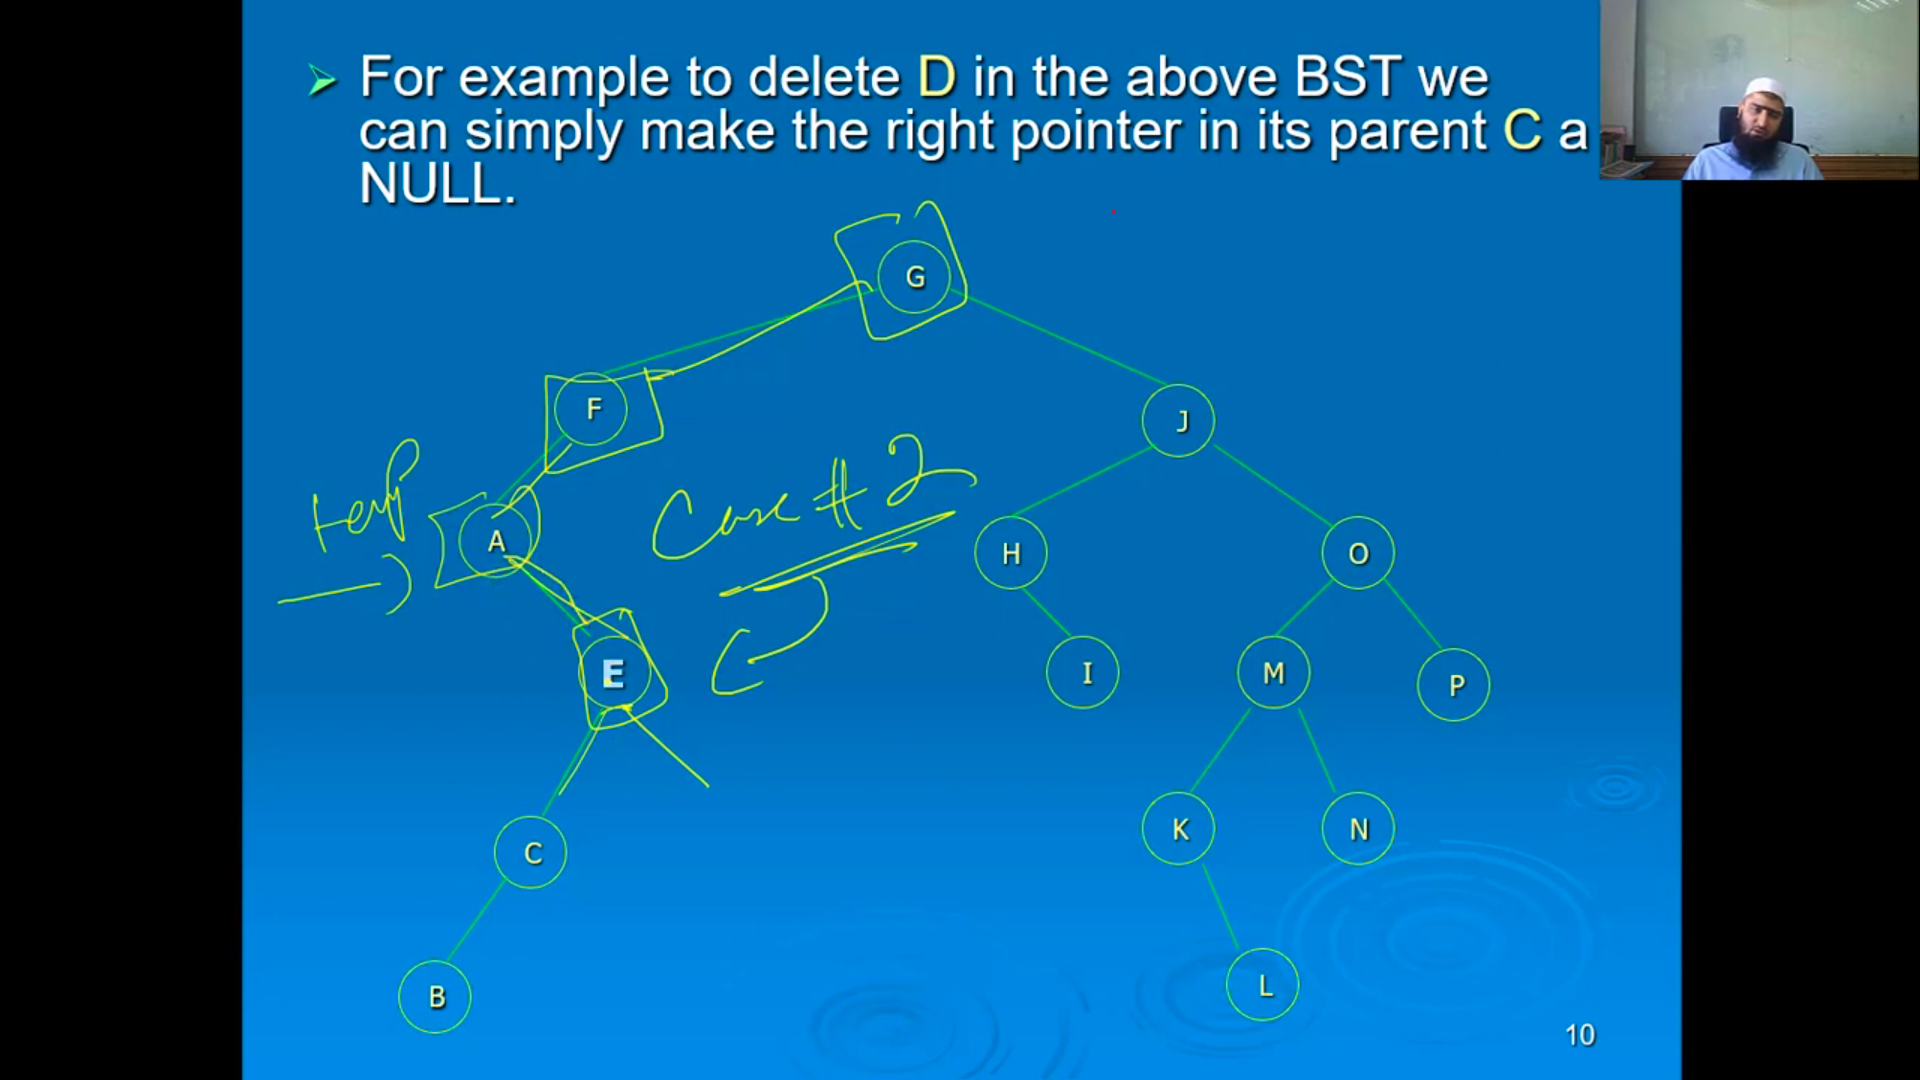 For example to delete D in the above BST we
can simply make the right pointer in its parent C a
NULL.
G
F
J
temp
Case # 2
A
H
O
E
I
M
P
C
K
N
B
L
10